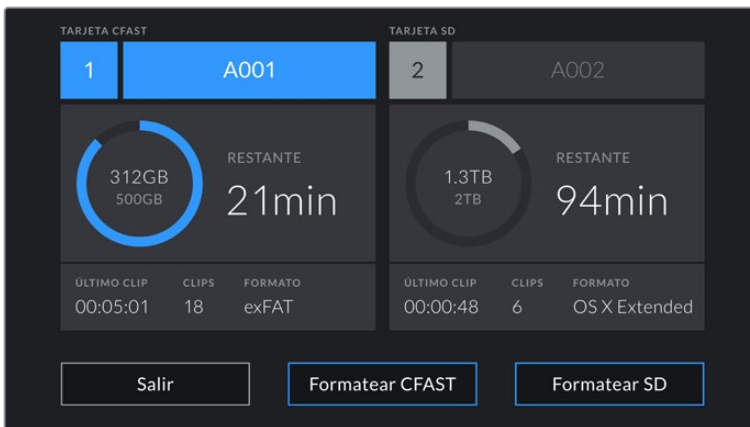 TARJETA CFAST
1 A001
312GB
500GB
RESTANTE
21min
ÚLTIMO CLIP CLIPS FORMATO
00:05:01 18 exFAT
TARJETA SD
2 A002
1.3TB
2TB
RESTANTE
94min
ÚLTIMO CLIP CLIPS FORMATO
00:00:48 6 OS X Extended
Salir Formatear CFAST Formatear SD